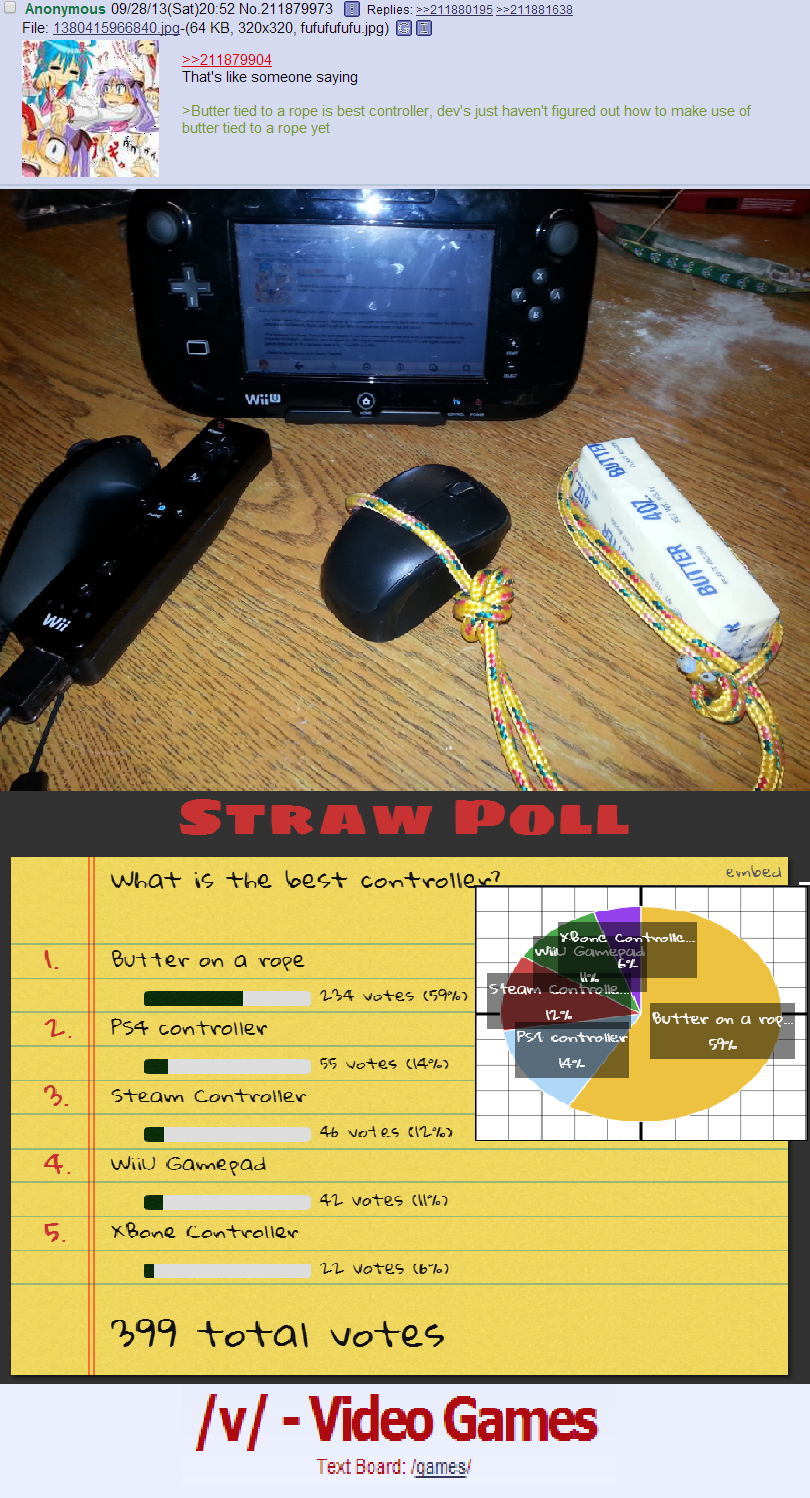 Anonymous 09/28/13(Sat)20:52 No.211879973 Replies: >>211880195 >>211881638
File: 1380415966840.jpg-(64 KB, 320x320, fufufufufu.jpg)
>>211879904
That's like someone saying
>Butter tied to a rope is best controller, dev's just haven't figured out how to make use of
butter tied to a rope yet
X
Y A
B
START
SELECT
Wii U
HOME
TV
CONTROL POWER
Wii
BUTTER
4OZ
BUTTER
BUTTER
4OZ
Straw Poll
What is the best controller?
embed
1. Butter on a rope
234 votes (59%)
2. PS4 controller
55 votes (14%)
3. Steam Controller
46 votes (12%)
4. WiiU Gamepad
42 votes (11%)
5. XBone Controller
22 votes (6%)
399 total votes
XBone Controlle...
6%
WiiU Gamepad
11%
Steam Controlle...
12%
PS4 controller
14%
Butter on a rop...
59%
/v/ - Video Games
Text Board: /games/